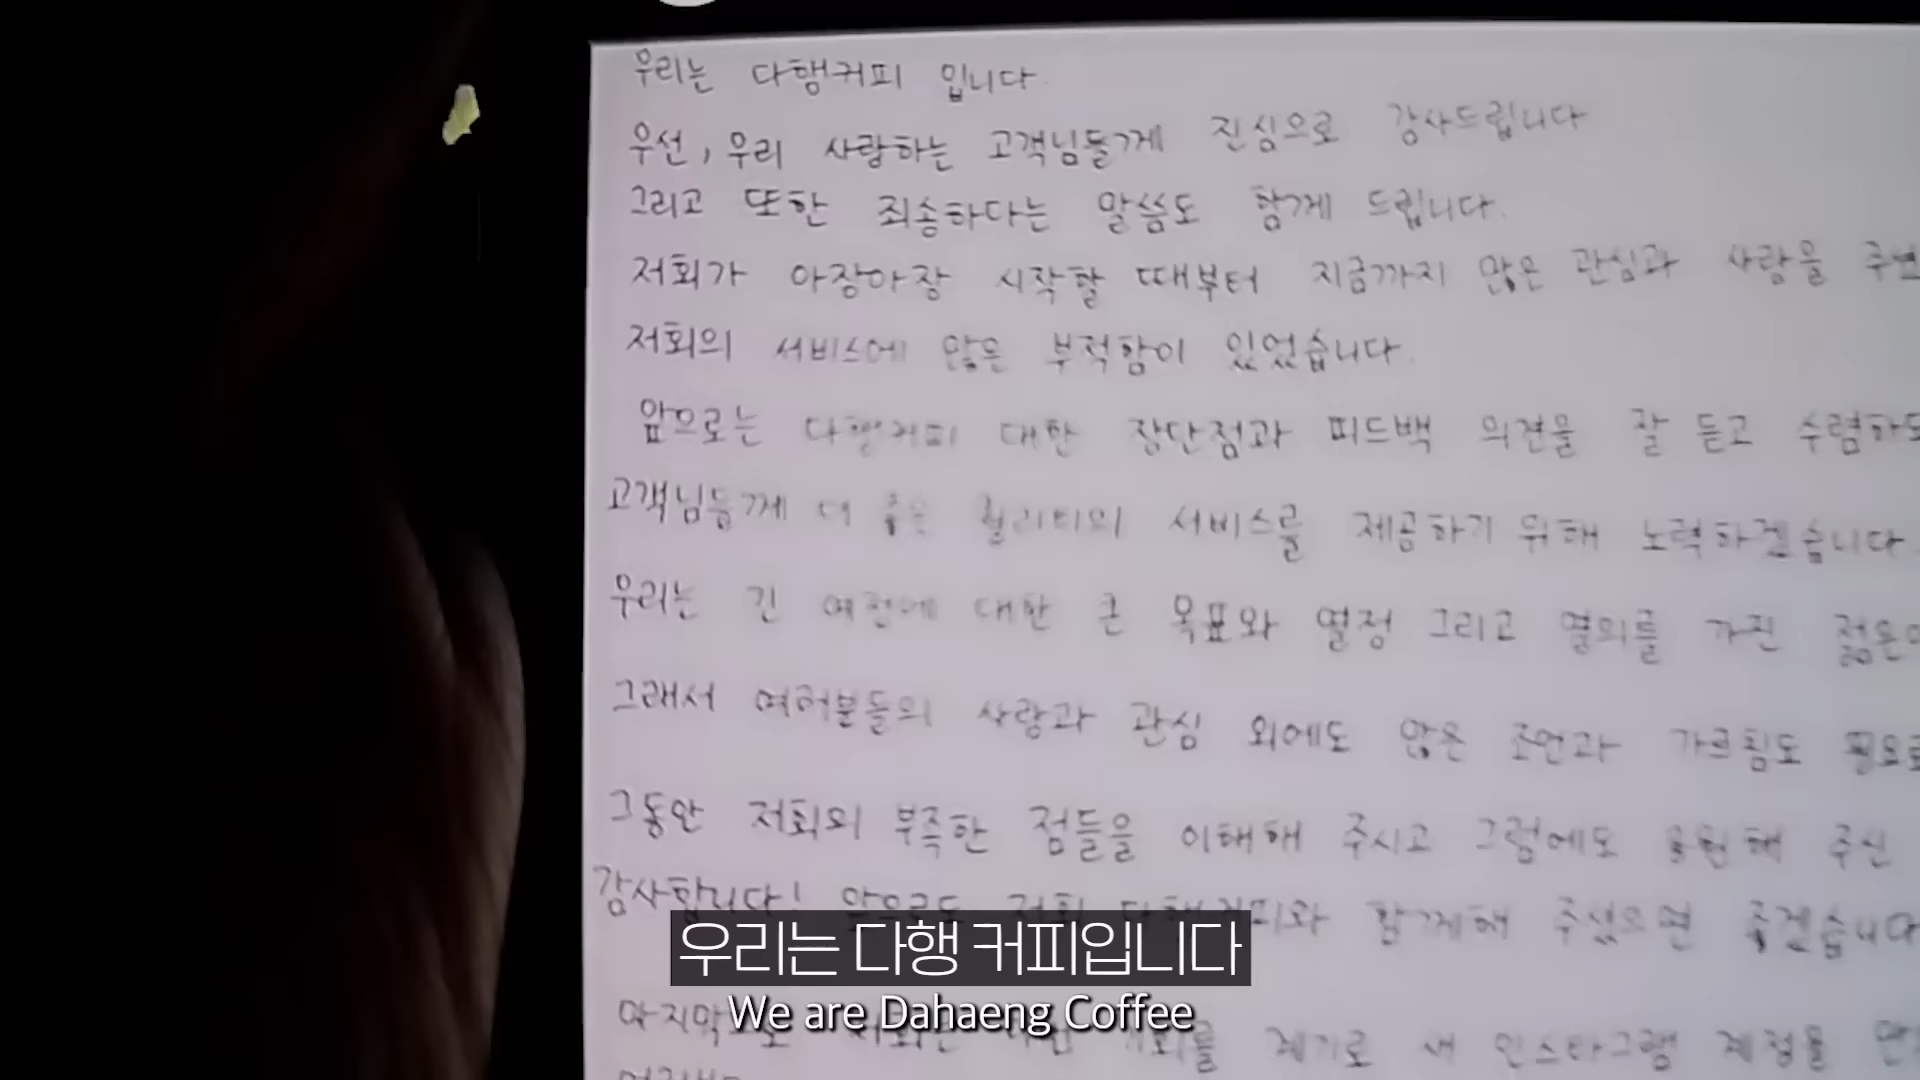 우리는 다행커피 입니다
우선, 우리 사랑하는 고객님들께 진심으로 감사드립니다
그리고 또한 죄송하다는 말씀도 함께 드립니다.
저희가 아장아장 시작할 때부터 지금까지 많은 관심과 사랑을
저희의 서비스에 많은 부적함이 있었습니다.
앞으로는 다행커피 대한 장단점과 피드백 의견을 잘 듣고
고객님들께 더 좋은 퀄리티의 서비스를 제공하기 위해 노력하겠습니다.
우리는 긴 여전에 대한 큰 목표와 열정 그리고 열의를 가진
그래서 여러분들의 사랑과 관심 외에도 많은 조언과 가르침도
그동안 저희의 부족한 점들을 이해해 주시고 그럼에도 응원해 주신
감사합니다! 앞으로도 저희 다행커피와 함께해 주셨으면 좋겠습니다
우리는 다행 커피입니다
We are Dahaeng Coffee
새 인스타그램 계정을